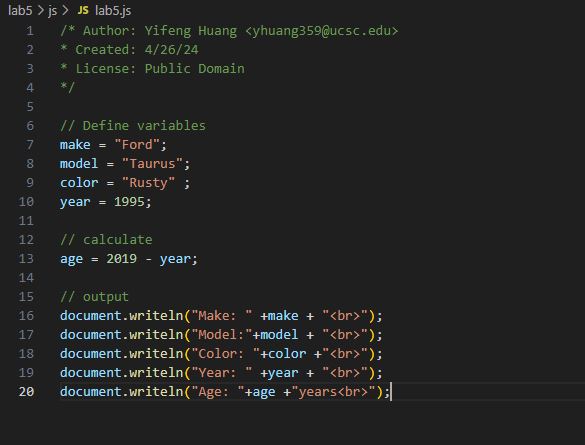 lab5 > js > JS lab5.js
1 /* Author: Yifeng Huang <yhuang359@ucsc.edu>
2 * Created: 4/26/24
3 * License: Public Domain
4 */
5
6 // Define variables
7 make = "Ford";
8 model = "Taurus";
9 color = "Rusty" ;
10 year = 1995;
11
12 // calculate
13 age = 2019 - year;
14
15 // output
16 document.writeln("Make: " +make + "<br>");
17 document.writeln("Model:"+model + "<br>");
18 document.writeln("Color: "+color +"<br>");
19 document.writeln("Year: " +year + "<br>");
20 document.writeln("Age: "+age +"years<br>");